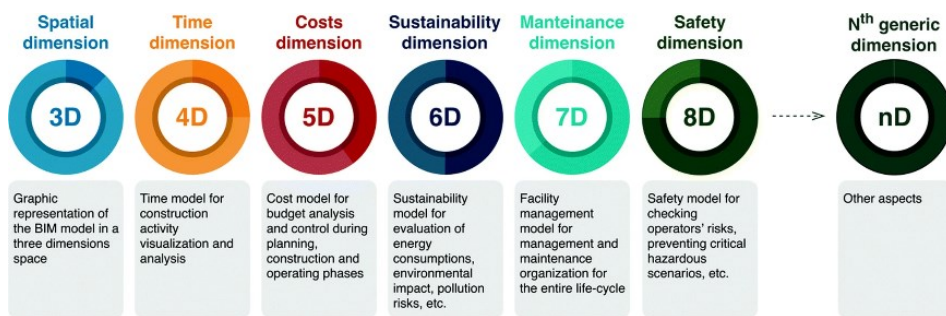 Spatial
dimension
Time
dimension
Costs
dimension
Sustainability
dimension
Manteinance
dimension
Safety
dimension
Nth generic
dimension
3D
4D
5D
6D
7D
8D
nD
Graphic
representation of
the BIM model in a
three dimensions
space
Time model for
construction
activity
visualization and
analysis
Cost model for
budget analysis
and control during
planning,
construction and
operating phases
Sustainability
model for
evaluation of
energy
consumptions,
environmental
impact, pollution
risks, etc.
Facility
management
model for
management and
maintenance
organization for
the entire life-cycle
Safety model for
checking
operators' risks,
preventing critical
hazardous
scenarios, etc.
Other aspects